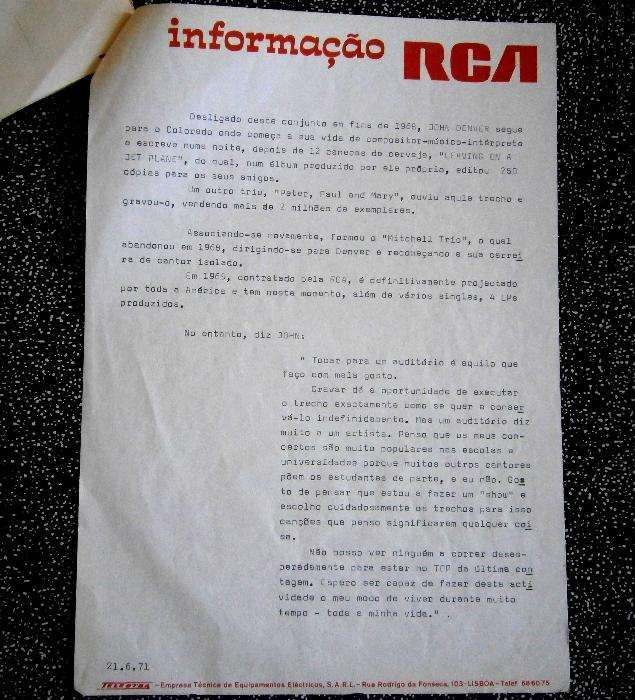 informação RCA
Desligado deste conjunto em fins de 1966, JOHN DENVER segue
para o Colorado onde começa a sua vida de compositor-músico-intérprete
e escreve numa noite, depois de 12 canecas de cerveja, "LEAVING ON A
JET PLANE", do qual, num álbum produzido por ele próprio, editou 250
cópias para os seus amigos.
Um outro trio, "Peter, Paul and Mary", ouviu aquele trecho e
gravou-o, vendendo mais de 2 milhões de exemplares.
Associando-se novamente, formou o "Mitchell Trio", o qual
abandonou em 1968, dirigindo-se para Denver e recomeçando a sua carrei
ra de cantor isolado.
Em 1969, contratado pela RCA, é definitivamente projectado
por toda a América e tem neste momento, além de vários singles, 4 LPs
produzidos.
No entanto, diz JOHN:
" Tocar para um auditório é aquilo que
faço com mais gosto.
Gravar dá a oportunidade de executar
o trecho exactamente como se quer e conser
vá-lo indefinidamente. Mas um auditório diz
muito a um artista. Penso que os meus con-
certos são muito populares nas escolas e
universidades porque muitos outros cantores
põem os estudantes de parte, e eu não. Gos
to de pensar que estou a fazer um "show" e
escolho cuidadosamente os trechos para isso
canções que penso significarem qualquer coi
sa.
Não posso ver ninguém a correr deses-
peradamente para estar no TOP da última con
tagem. Espero ser capaz de fazer desta acti
vidade o meu modo de viver durante muito
tempo - toda a minha vida." .
21.6.71
TELECTRA - Empresa Técnica de Equipamentos Eléctricos, S.A.R.L. - Rua Rodrigo da Fonseca, 103 - LISBOA - Telef. 68 60 75